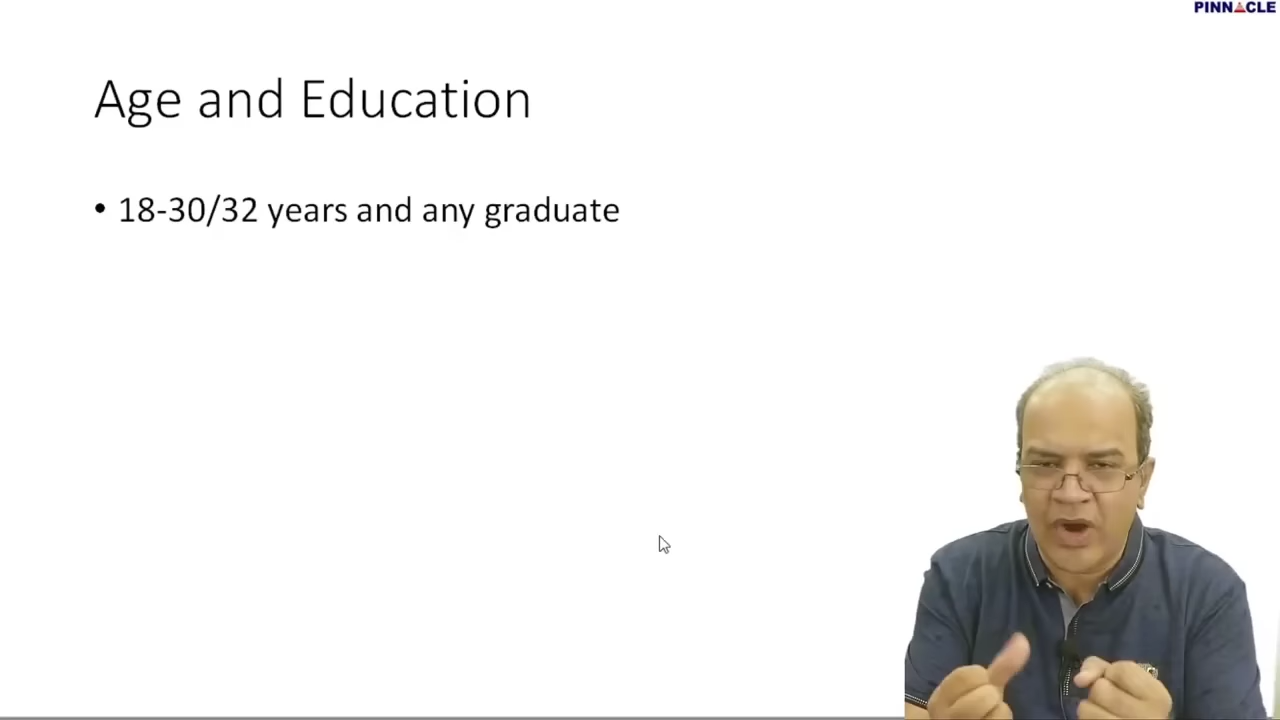 PINNACLE
Age and Education
• 18-30/32 years and any graduate